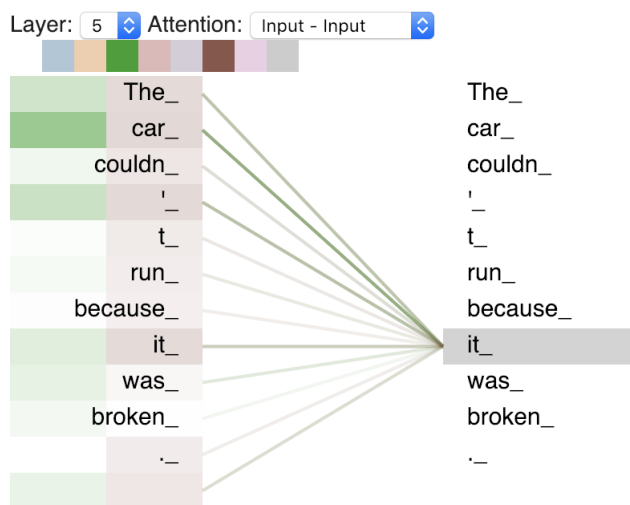 Layer: 5 Attention: Input - Input
The_ The_
car_ car_
couldn_ couldn_
'_ '_
t_ t_
run_ run_
because_ because_
it_ it_
was_ was_
broken_ broken_
._ ._